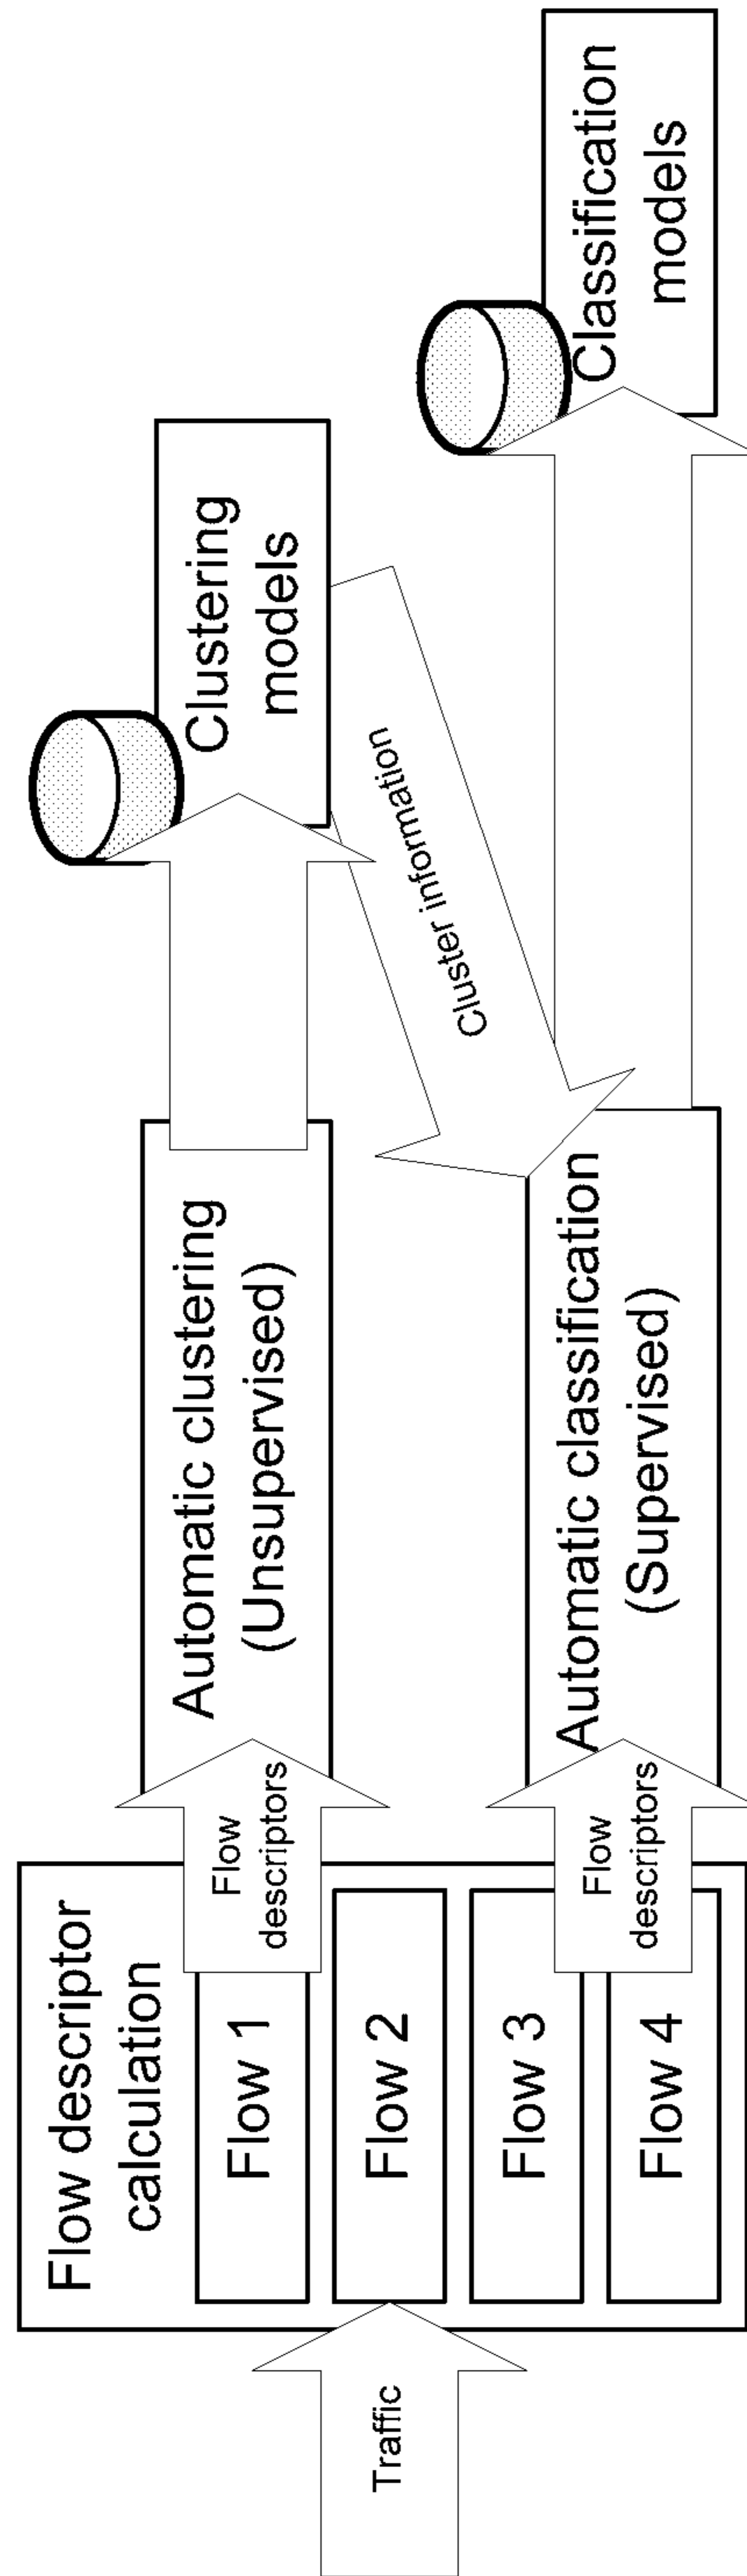 Traffic
Flow descriptor
calculation
Flow 1
Flow 2
Flow 3
Flow 4
Flow
descriptors
Flow
descriptors
Automatic clustering
(Unsupervised)
Automatic classification
(Supervised)
Cluster information
Clustering
models
Classification
models